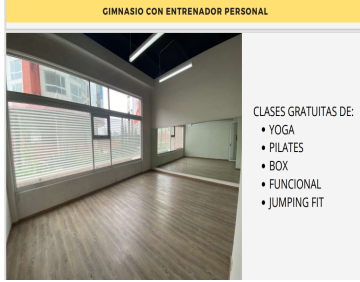 GIMNASIO CON ENTRENADOR PERSONAL
CLASES GRATUITAS DE:
• YOGA
• PILATES
• BOX
• FUNCIONAL
• JUMPING FIT